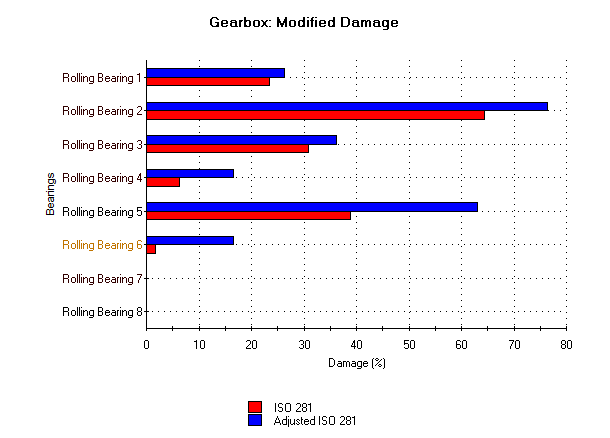 Gearbox: Modified Damage
Bearings
Rolling Bearing 1
Rolling Bearing 2
Rolling Bearing 3
Rolling Bearing 4
Rolling Bearing 5
Rolling Bearing 6
Rolling Bearing 7
Rolling Bearing 8
0 10 20 30 40 50 60 70 80
Damage (%)
ISO 281
Adjusted ISO 281